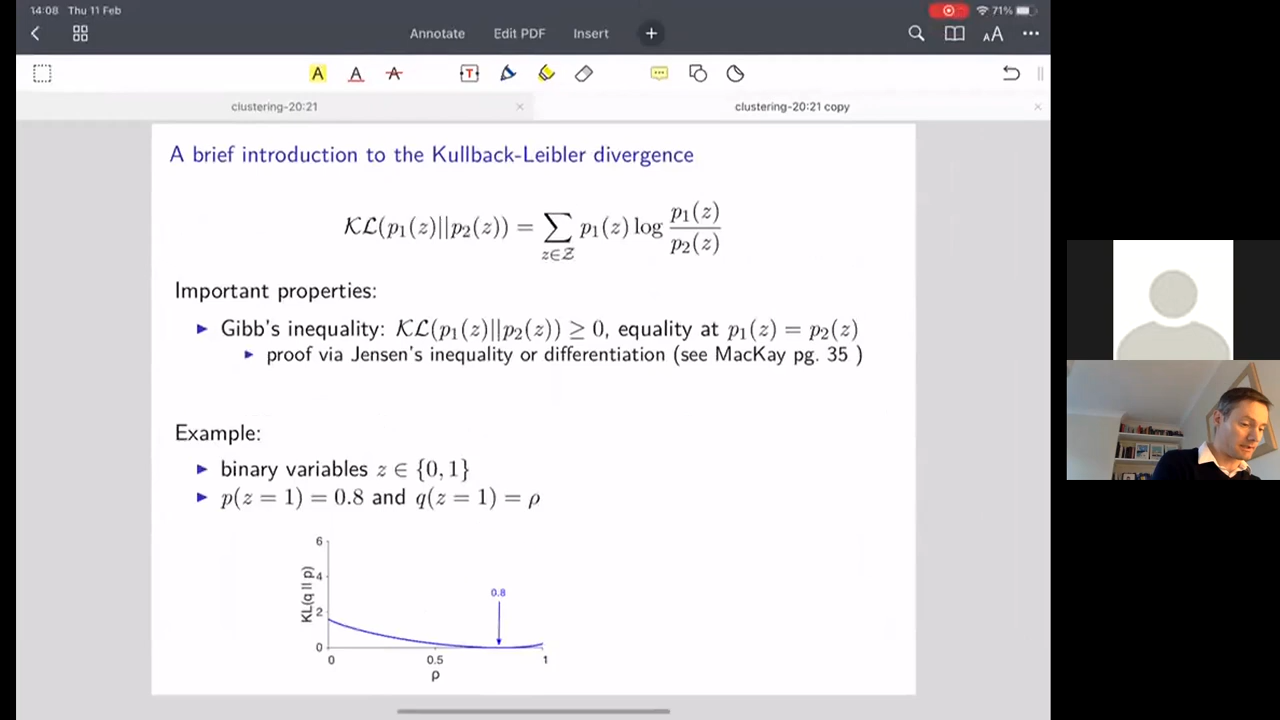 14:08 Thu 11 Feb
71%
Annotate Edit PDF Insert +
AA
A A A T
clustering-20:21 × clustering-20:21 copy ×
A brief introduction to the Kullback-Leibler divergence
𝒦ℒ(p₁(z)||p₂(z)) = ∑_{z∈𝒵} p₁(z) log p₁(z)/p₂(z)
Important properties:
▶ Gibb's inequality: 𝒦ℒ(p₁(z)||p₂(z)) ≥ 0, equality at p₁(z) = p₂(z)
▶ proof via Jensen's inequality or differentiation (see MacKay pg. 35 )
Example:
▶ binary variables z ∈ {0, 1}
▶ p(z = 1) = 0.8 and q(z = 1) = ρ
6
4
2
0
KL(q || p)
0.8
0 0.5 1
ρ